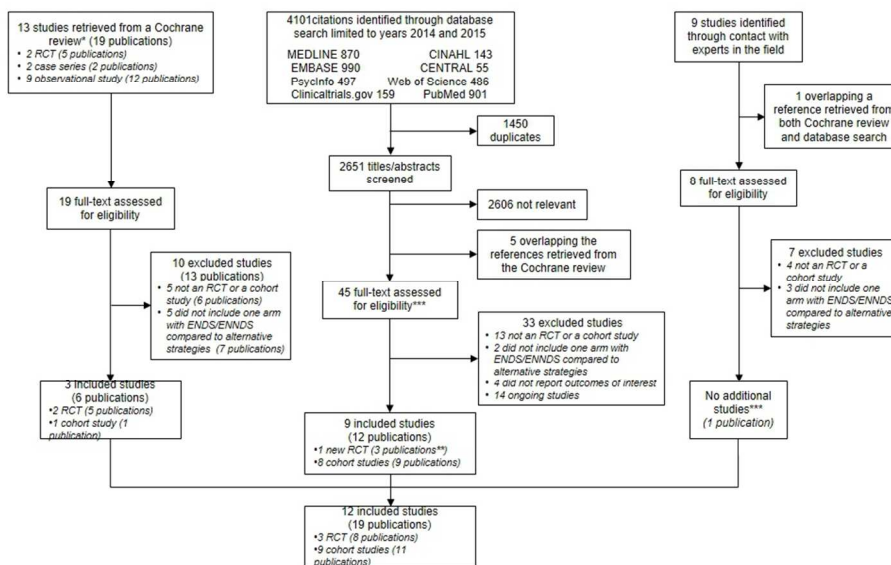 13 studies retrieved from a Cochrane
review* (19 publications)
• 2 RCT (5 publications)
• 2 case series (2 publications)
• 9 observational study (12 publications)
19 full-text assessed
for eligibility
10 excluded studies
(13 publications)
• 5 not an RCT or a cohort
study (6 publications)
• 5 did not include one arm
with ENDS/ENNDS
compared to alternative
strategies (7 publications)
3 included studies
(6 publications)
•2 RCT (5 publications)
•1 cohort study (1
publication)
4101citations identified through database
search limited to years 2014 and 2015
MEDLINE 870 CINAHL 143
EMBASE 990 CENTRAL 55
PsycInfo 497 Web of Science 486
Clinicaltrials.gov 159 PubMed 901
1450
duplicates
2651 titles/abstracts
screened
2606 not relevant
5 overlapping the
references retrieved from
the Cochrane review
45 full-text assessed
for eligibility***
33 excluded studies
• 13 not an RCT or a cohort study
• 2 did not include one arm with
ENDS/ENNDS compared to
alternative strategies
• 4 did not report outcomes of interest
• 14 ongoing studies
9 included studies
(12 publications)
•1 new RCT (3 publications**)
•8 cohort studies (9 publications)
9 studies identified
through contact with
experts in the field
1 overlapping a
reference retrieved from
both Cochrane review
and database search
8 full-text assessed
for eligibility
7 excluded studies
• 4 not an RCT or a
cohort study
• 3 did not include one
arm with ENDS/ENNDS
compared to alternative
strategies
No additional
studies***
(1 publication)
12 included studies
(19 publications)
•3 RCT (8 publications)
•9 cohort studies (11
publications)